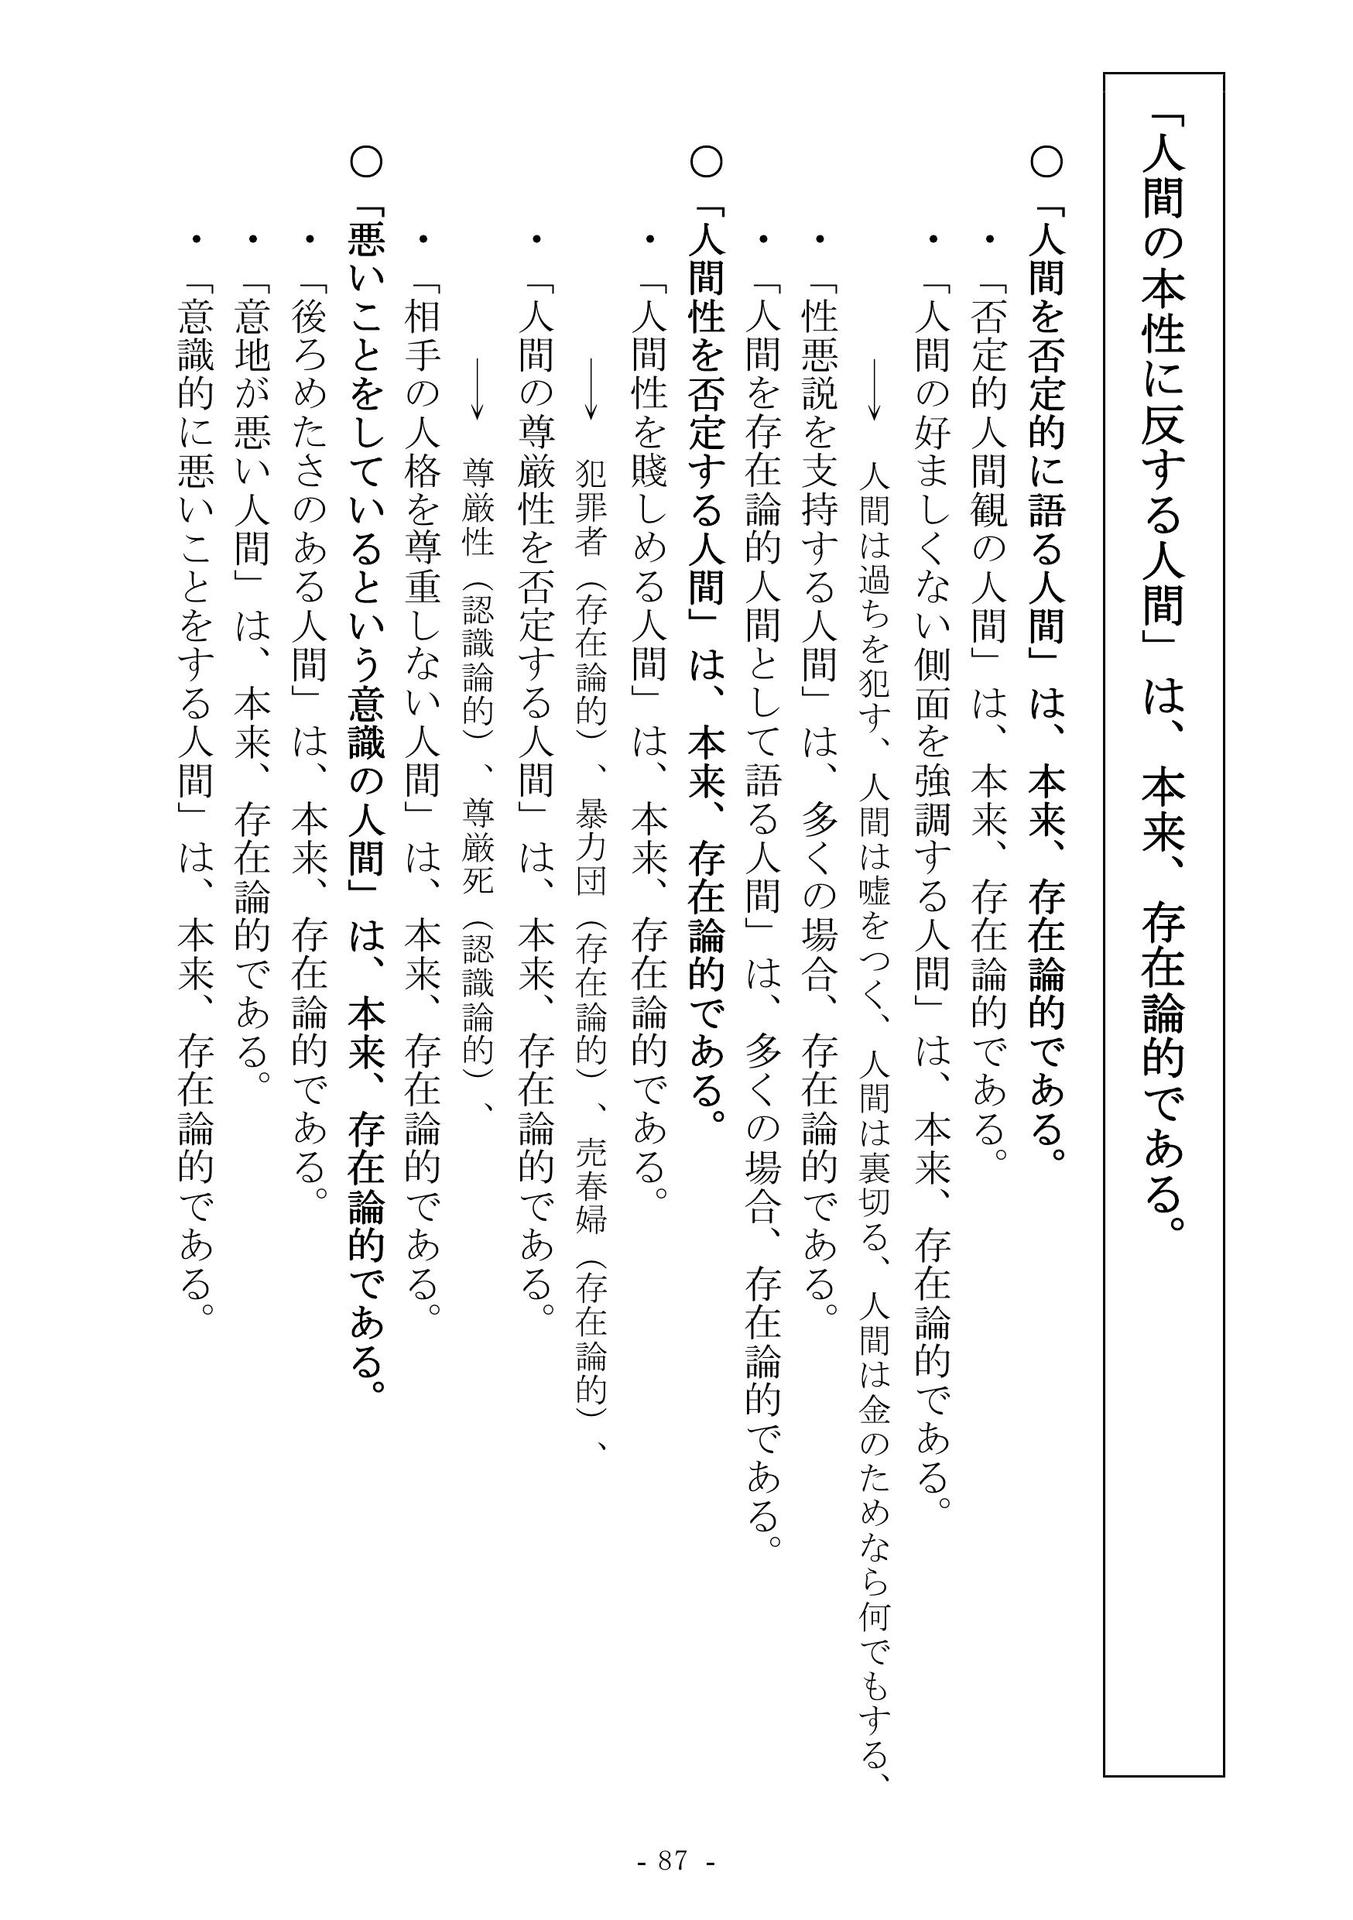 「人間の本性に反する人間」は、本来、存在論的である。
○「人間を否定的に語る人間」は、本来、存在論的である。
・「否定的人間観の人間」は、本来、存在論的である。
・「人間の好ましくない側面を強調する人間」は、本来、存在論的である。
→ 人間は過ちを犯す、人間は嘘をつく、人間は裏切る、人間は金のためなら何でもする、
・「性悪説を支持する人間」は、多くの場合、存在論的である。
・「人間を存在論的人間として語る人間」は、多くの場合、存在論的である。
○「人間性を否定する人間」は、本来、存在論的である。
・「人間性を賤しめる人間」は、本来、存在論的である。
→ 犯罪者（存在論的）、暴力団（存在論的）、売春婦（存在論的）、
・「人間の尊厳性を否定する人間」は、本来、存在論的である。
→ 尊厳性（認識論的）、尊厳死（認識論的）、
・「相手の人格を尊重しない人間」は、本来、存在論的である。
○「悪いことをしているという意識の人間」は、本来、存在論的である。
・「後ろめたさのある人間」は、本来、存在論的である。
・「意地が悪い人間」は、本来、存在論的である。
・「意識的に悪いことをする人間」は、本来、存在論的である。
- 87 -